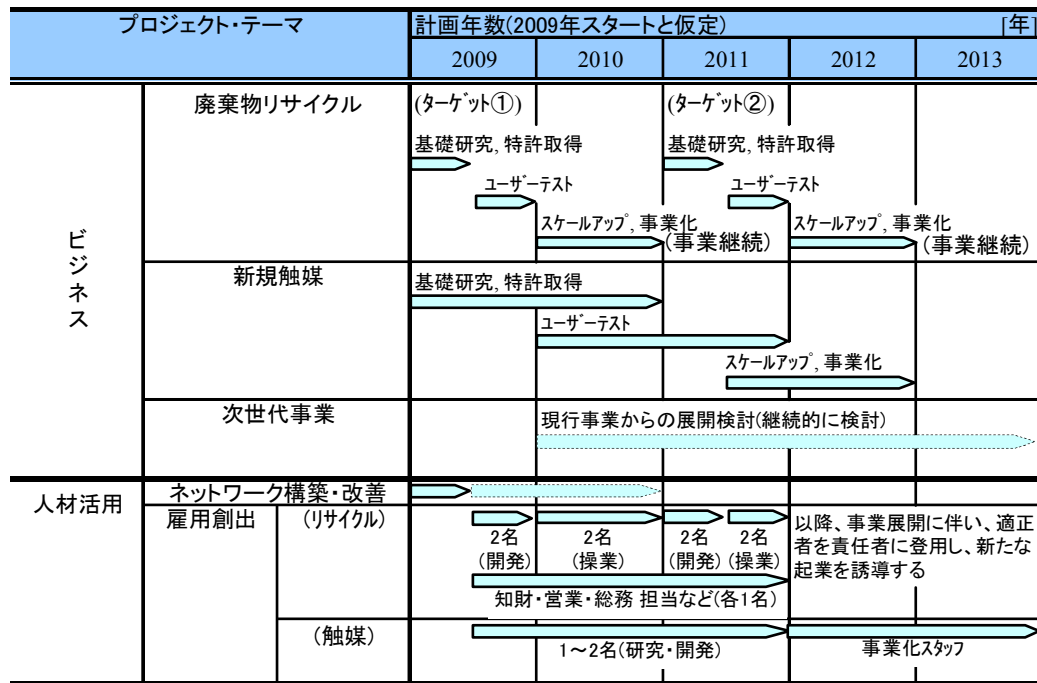 プロジェクト・テーマ
計画年数(2009年スタートと仮定) [年]
2009 2010 2011 2012 2013
ビジネス
廃棄物リサイクル
(ﾀｰｹﾞｯﾄ①) (ﾀｰｹﾞｯﾄ②)
基礎研究, 特許取得 基礎研究, 特許取得
ﾕｰｻﾞｰﾃｽﾄ ﾕｰｻﾞｰﾃｽﾄ
ｽｹｰﾙｱｯﾌﾟ, 事業化 ｽｹｰﾙｱｯﾌﾟ, 事業化
(事業継続) (事業継続)
新規触媒
基礎研究, 特許取得
ﾕｰｻﾞｰﾃｽﾄ
ｽｹｰﾙｱｯﾌﾟ, 事業化
次世代事業
現行事業からの展開検討(継続的に検討)
人材活用
ネットワーク構築・改善
雇用創出
(リサイクル)
2名 2名 2名 2名
(開発) (操業) (開発) (操業)
知財・営業・総務 担当など(各1名)
以降、事業展開に伴い、適正
者を責任者に登用し、新たな
起業を誘導する
(触媒)
1～2名(研究・開発)
事業化ｽﾀｯﾌ